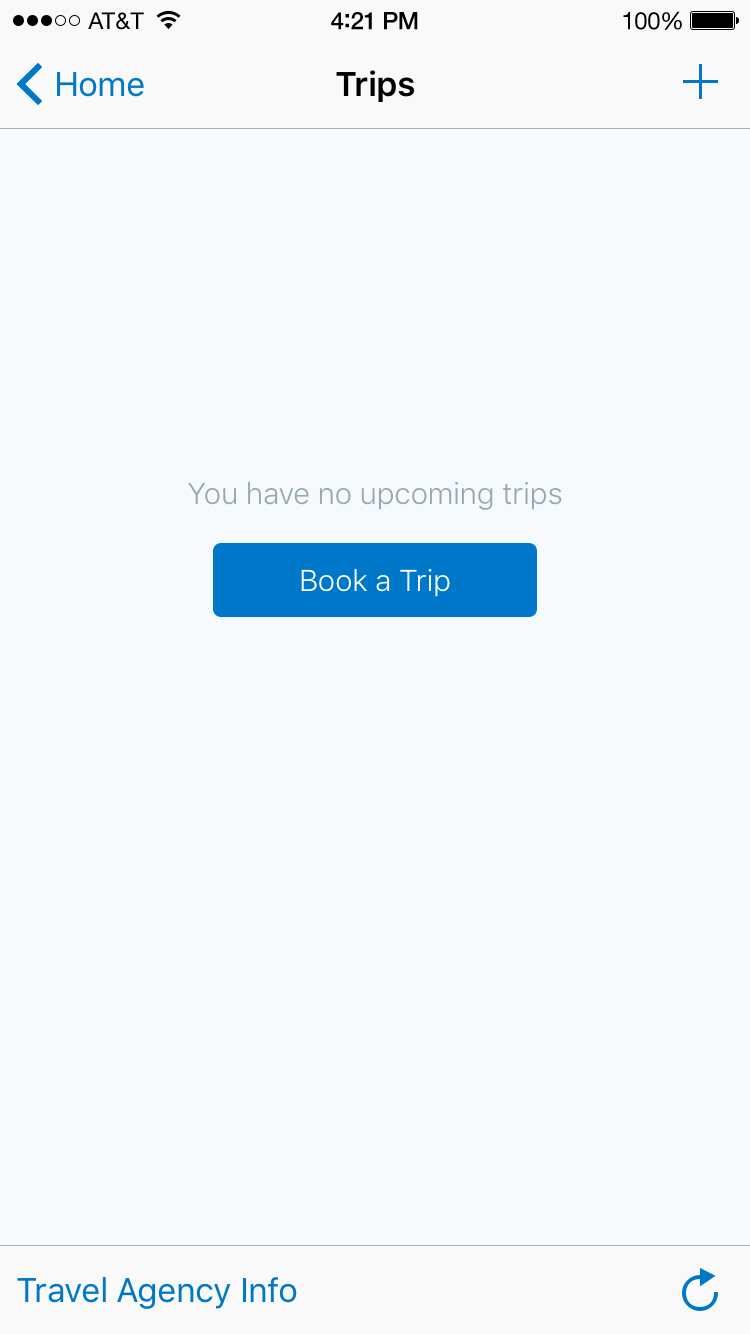 AT&T 4:21 PM 100%
Home Trips
You have no upcoming trips
Book a Trip
Travel Agency Info